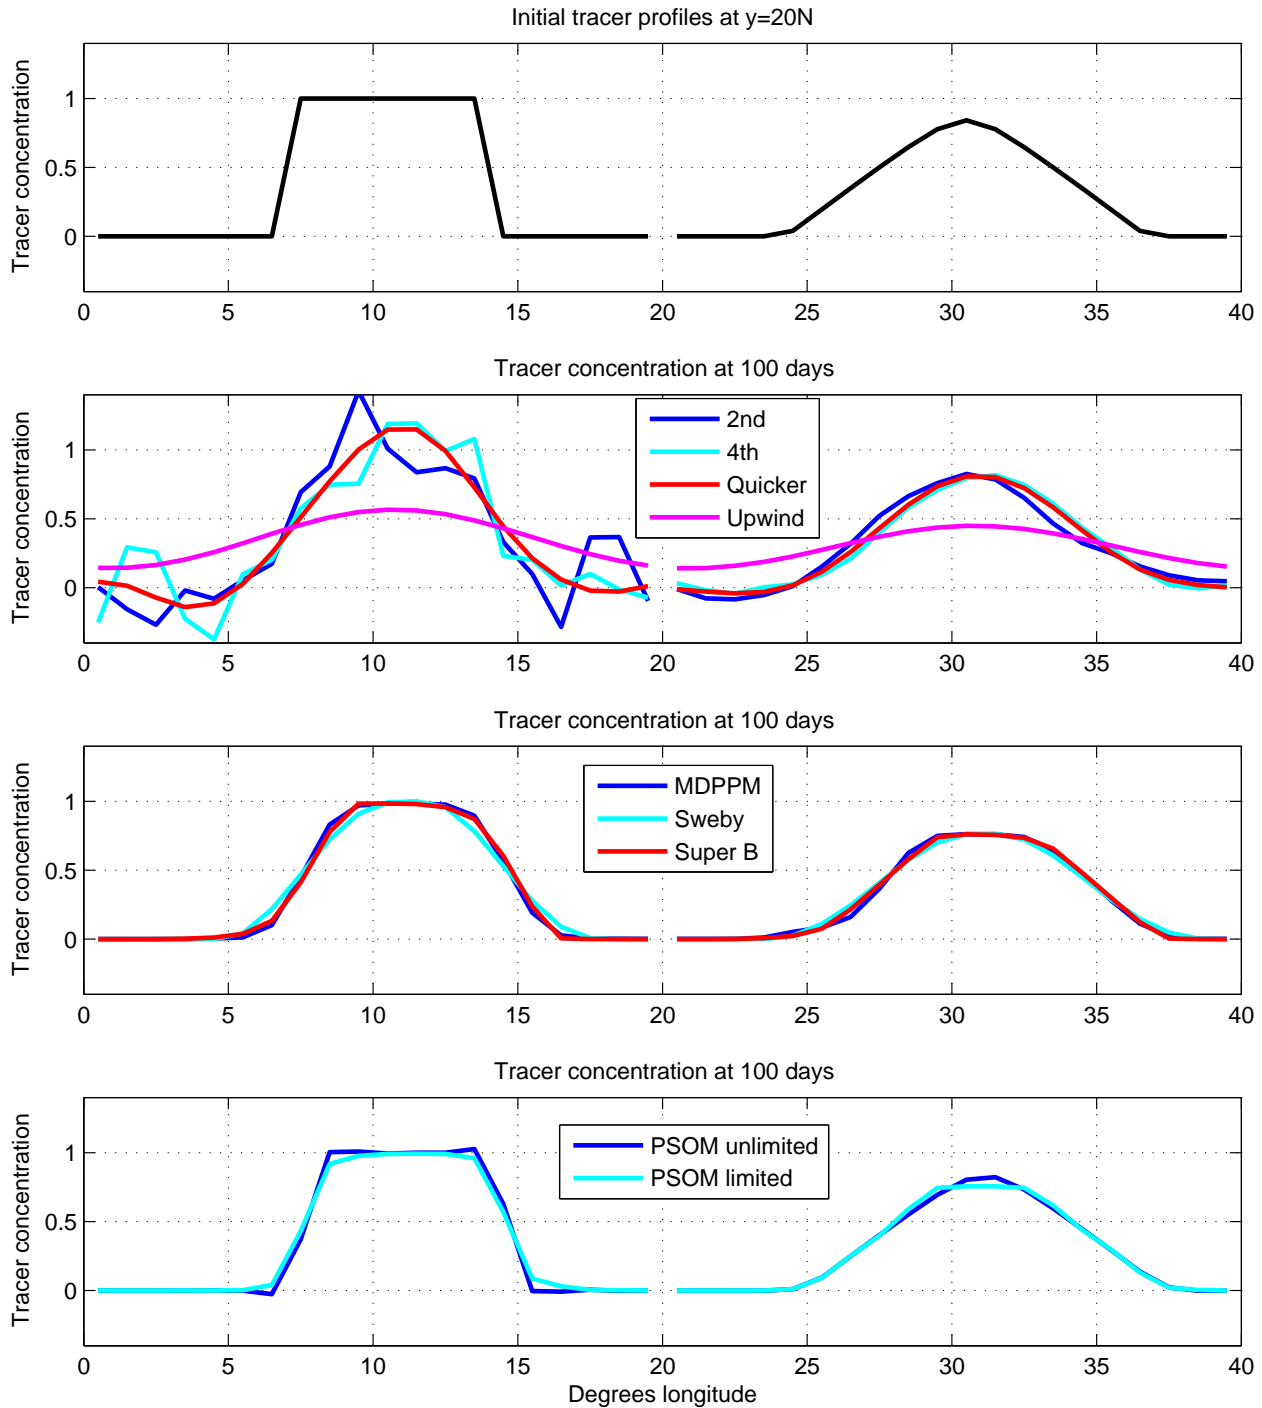 Initial tracer profiles at y=20N
Tracer concentration
1
0.5
0
0 5 10 15 20 25 30 35 40
Tracer concentration at 100 days
Tracer concentration
1
0.5
0
2nd
4th
Quicker
Upwind
0 5 10 15 20 25 30 35 40
Tracer concentration at 100 days
Tracer concentration
1
0.5
0
MDPPM
Sweby
Super B
0 5 10 15 20 25 30 35 40
Tracer concentration at 100 days
Tracer concentration
1
0.5
0
PSOM unlimited
PSOM limited
0 5 10 15 20 25 30 35 40
Degrees longitude